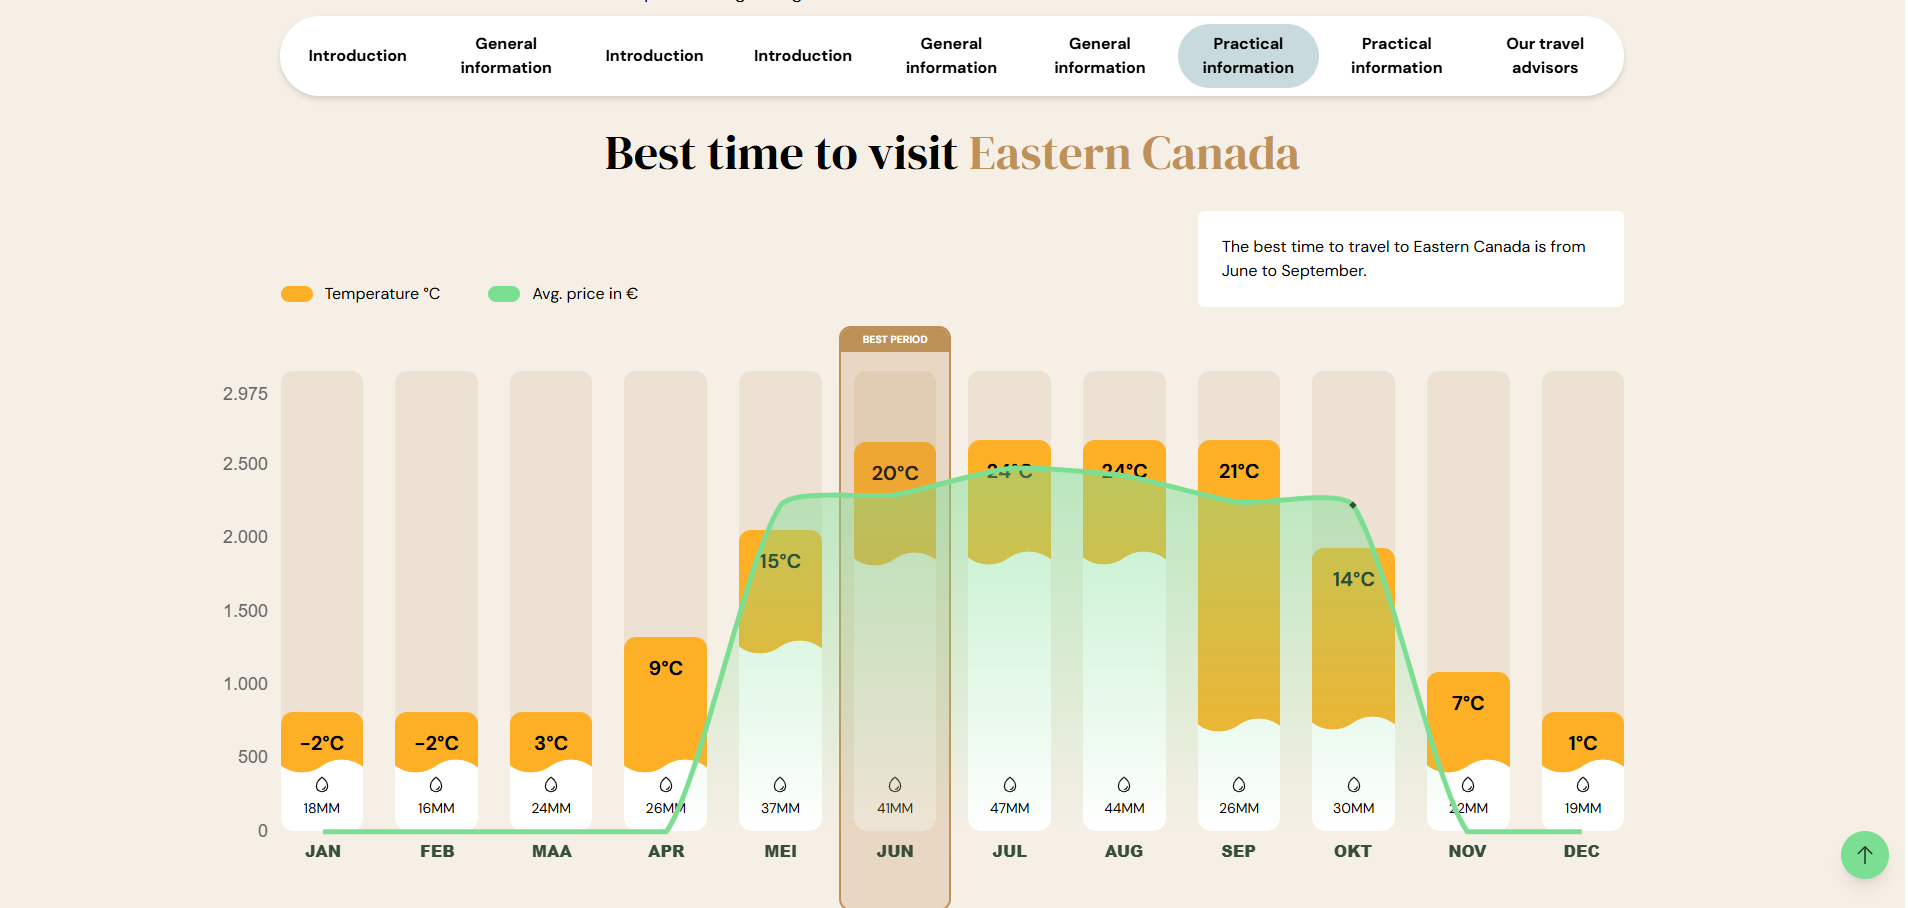 Introduction
General
information
Introduction
Introduction
General
information
General
information
Practical
information
Practical
information
Our travel
advisors
Best time to visit Eastern Canada
The best time to travel to Eastern Canada is from
June to September.
Temperature °C
Avg. price in €
BEST PERIOD
2.975
2.500
2.000
1.500
1.000
500
0
-2°C
-2°C
3°C
9°C
15°C
20°C
24°C
24°C
21°C
14°C
7°C
1°C
18MM
16MM
24MM
26MM
37MM
41MM
47MM
44MM
26MM
30MM
22MM
19MM
JAN
FEB
MAA
APR
MEI
JUN
JUL
AUG
SEP
OKT
NOV
DEC